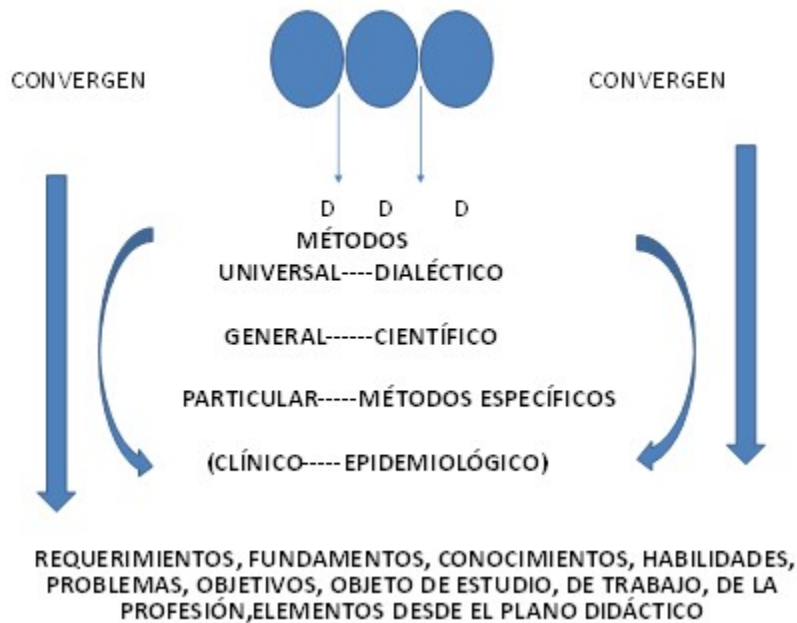 CONVERGEN
CONVERGEN
D D D
MÉTODOS
UNIVERSAL----DIALÉCTICO
GENERAL------CIENTÍFICO
PARTICULAR-----MÉTODOS ESPECÍFICOS
(CLÍNICO-----EPIDEMIOLÓGICO)
REQUERIMIENTOS, FUNDAMENTOS, CONOCIMIENTOS, HABILIDADES,
PROBLEMAS, OBJETIVOS, OBJETO DE ESTUDIO, DE TRABAJO, DE LA
PROFESIÓN,ELEMENTOS DESDE EL PLANO DIDÁCTICO